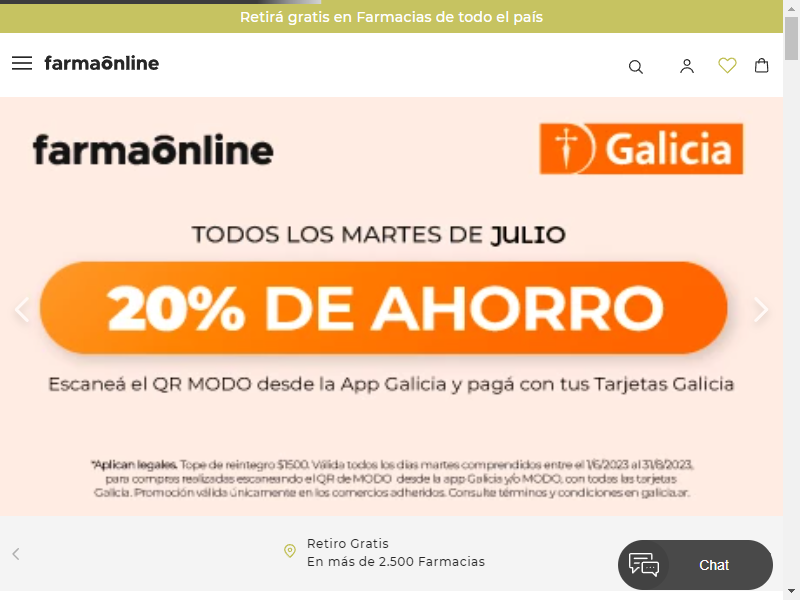 Retirá gratis en Farmacias de todo el país
farmaônline
farmaônline
Galicia
TODOS LOS MARTES DE JULIO
20% DE AHORRO
Escaneá el QR MODO desde la App Galicia y pagá con tus Tarjetas Galicia
*Aplican legales. Tope de reintegro $1500. Válida todos los días martes comprendidos entre el 1/6/2023 al 31/8/2023,
para compras realizadas escaneando el QR de MODO desde la app Galicia y/o MODO, con todas las tarjetas
Galicia. Promoción válida únicamente en los comercios adheridos. Consulte términos y condiciones en galicia.ar.
Retiro Gratis
En más de 2.500 Farmacias
Chat